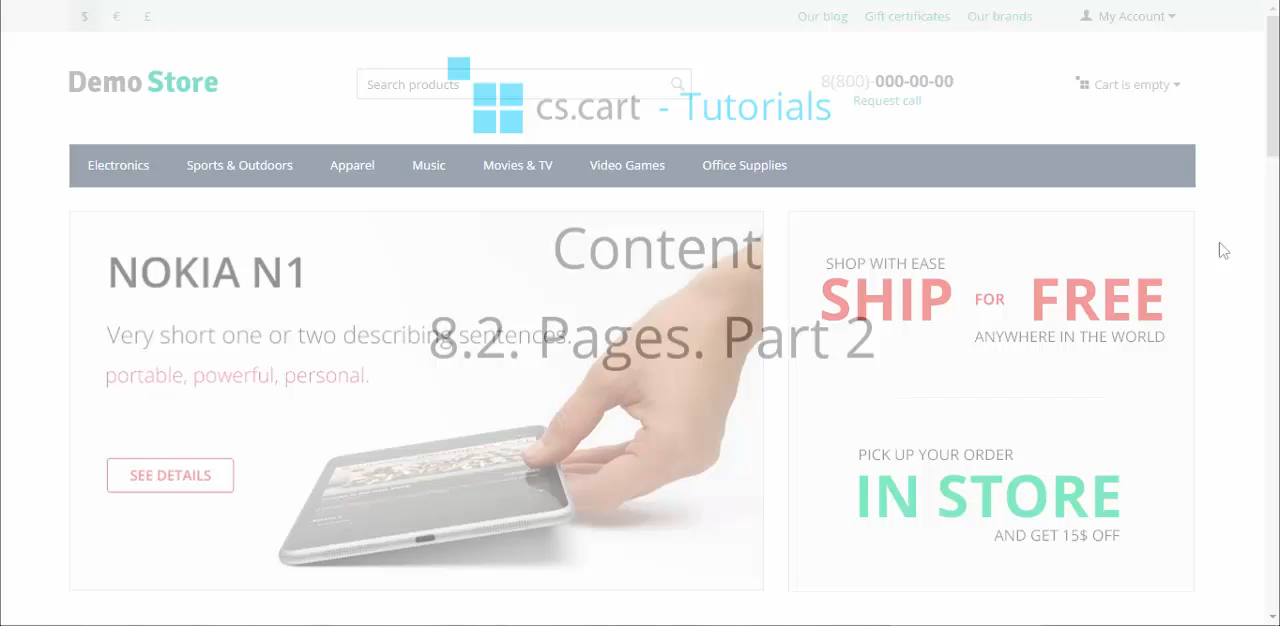 $ € £ Our blog Gift certificates Our brands My Account
Demo Store Search products 8(800)-000-00-00 Cart is empty
Request call
cs.cart - Tutorials
Electronics Sports & Outdoors Apparel Music Movies & TV Video Games Office Supplies
Content
8.2. Pages. Part 2
NOKIA N1
Very short one or two describing sentences.
portable, powerful, personal.
SEE DETAILS
SHOP WITH EASE
SHIP FOR FREE
ANYWHERE IN THE WORLD
PICK UP YOUR ORDER
IN STORE
AND GET 15$ OFF